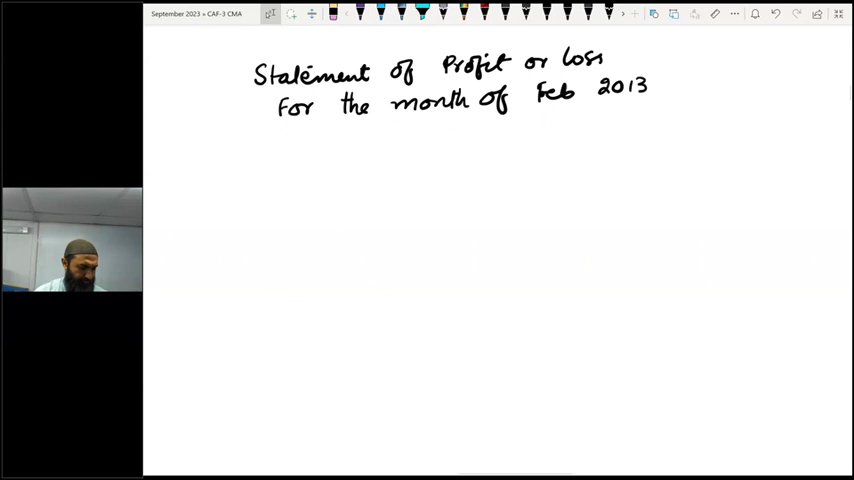 September 2023 » CAF-3 CMA
Statement of Profit or loss
For the month of Feb 2013